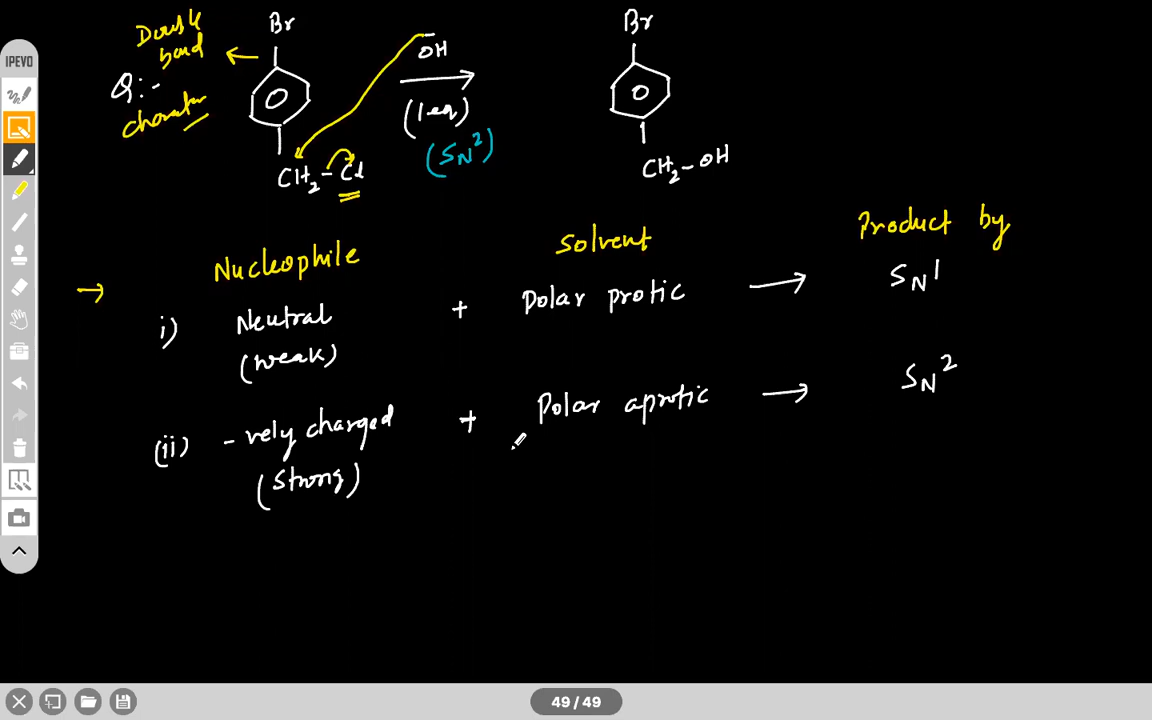 IPEVO
Double bond
Q:-
character
Br
CH2-Cl
OH
(1eq)
(SN2)
Br
CH2-OH
→ Nucleophile Solvent Product by
i) Neutral + Polar protic → SN1
(weak)
(ii) -vely charged + Polar aprotic → SN2
(Strong)
49 / 49